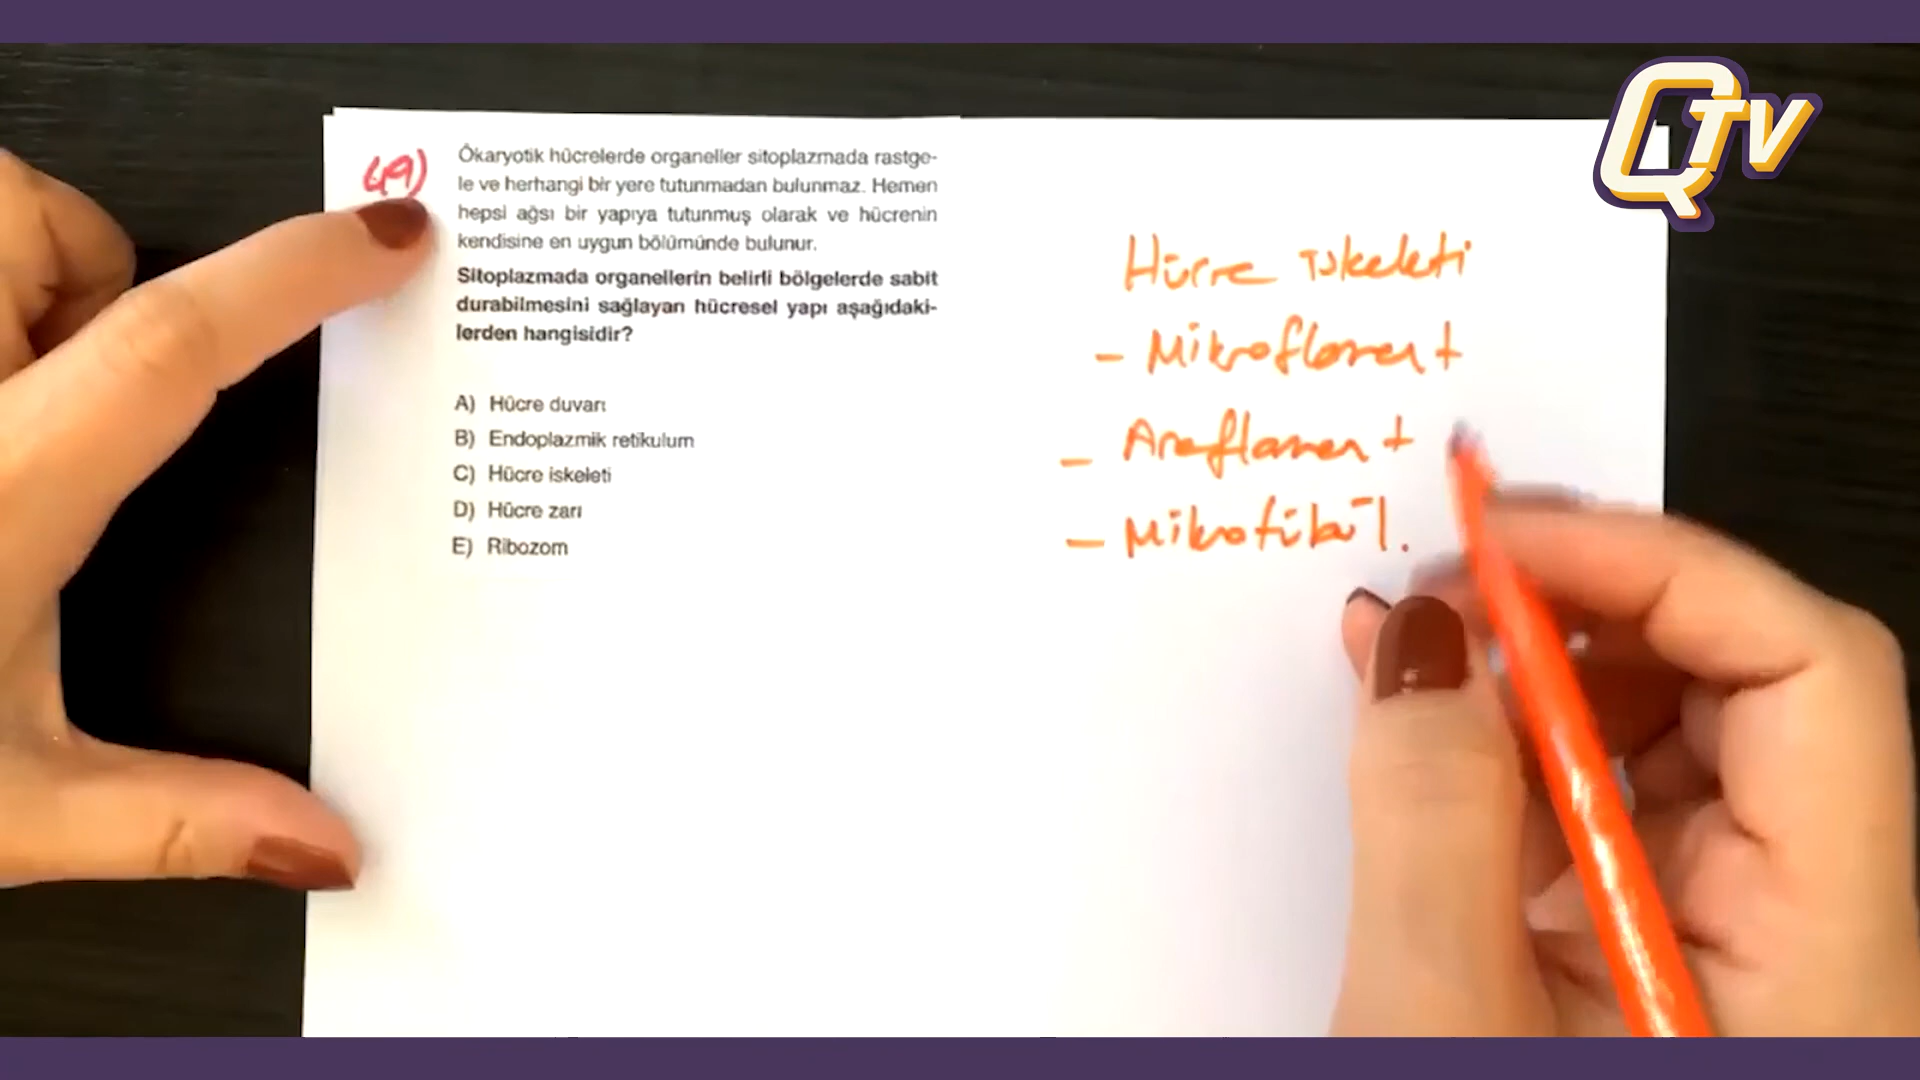 QTV
49)
Ökaryotik hücrelerde organeller sitoplazmada rastge-
le ve herhangi bir yere tutunmadan bulunmaz. Hemen
hepsi ağsı bir yapıya tutunmuş olarak ve hücrenin
kendisine en uygun bölümünde bulunur.
Sitoplazmada organellerin belirli bölgelerde sabit
durabilmesini sağlayan hücresel yapı aşağıdaki-
lerden hangisidir?
A) Hücre duvarı
B) Endoplazmik retikulum
C) Hücre iskeleti
D) Hücre zarı
E) Ribozom
Hücre iskeleti
- Mikroflament
- Araflament
- Mikrotübül.